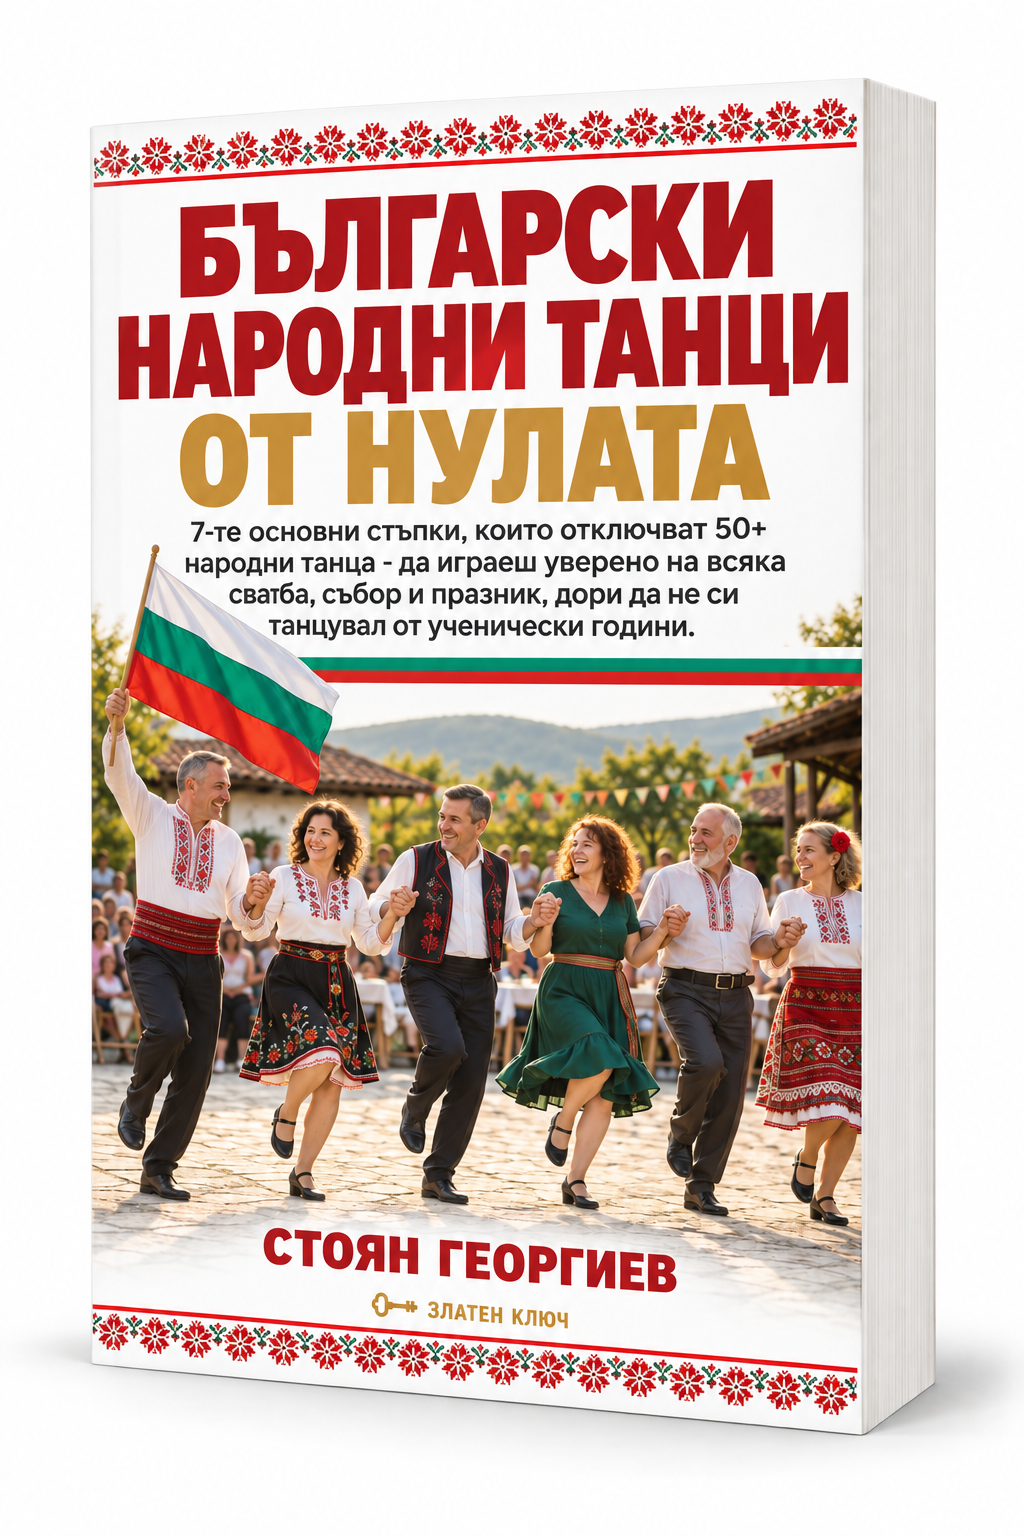 БЪЛГАРСКИ
НАРОДНИ ТАНЦИ
ОТ НУЛАТА
7-те основни стъпки, които отключват 50+
народни танца - да играеш уверено на всяка
сватба, събор и празник, дори да не си
танцувал от ученически години.
СТОЯН ГЕОРГИЕВ
ЗЛАТЕН КЛЮЧ